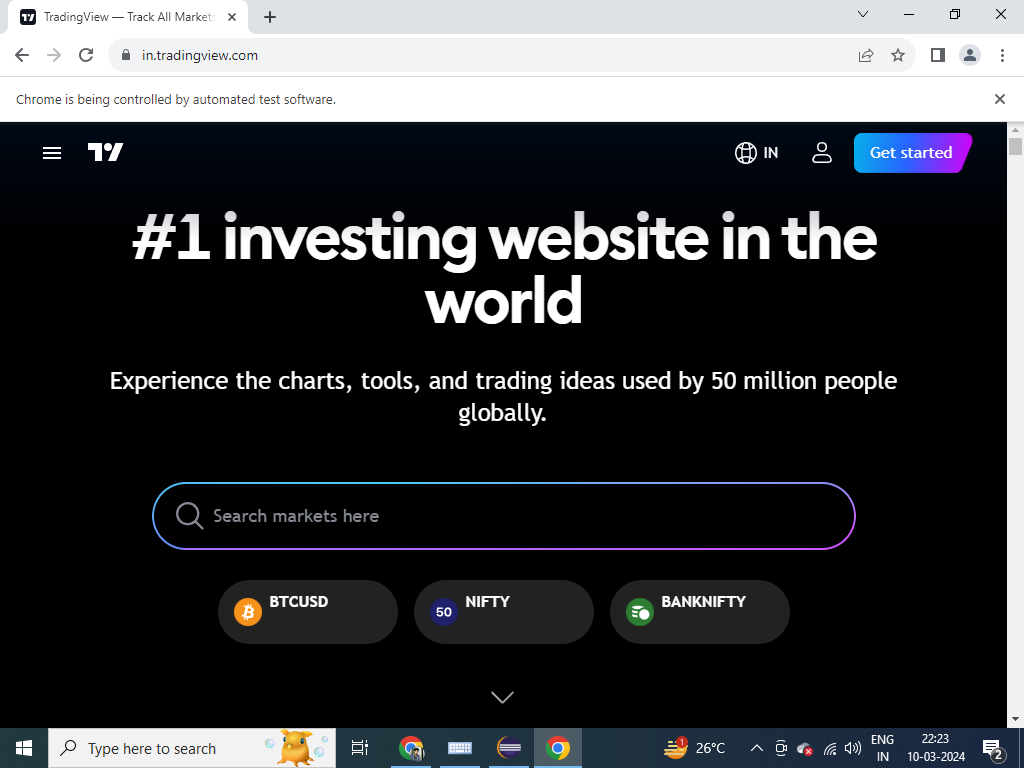 TradingView — Track All Markets
in.tradingview.com
Chrome is being controlled by automated test software.
IN
Get started
#1 investing website in the
world
Experience the charts, tools, and trading ideas used by 50 million people
globally.
Search markets here
BTCUSD
50 NIFTY
BANKNIFTY
Type here to search
1
26°C
ENG
IN
22:23
10-03-2024
2